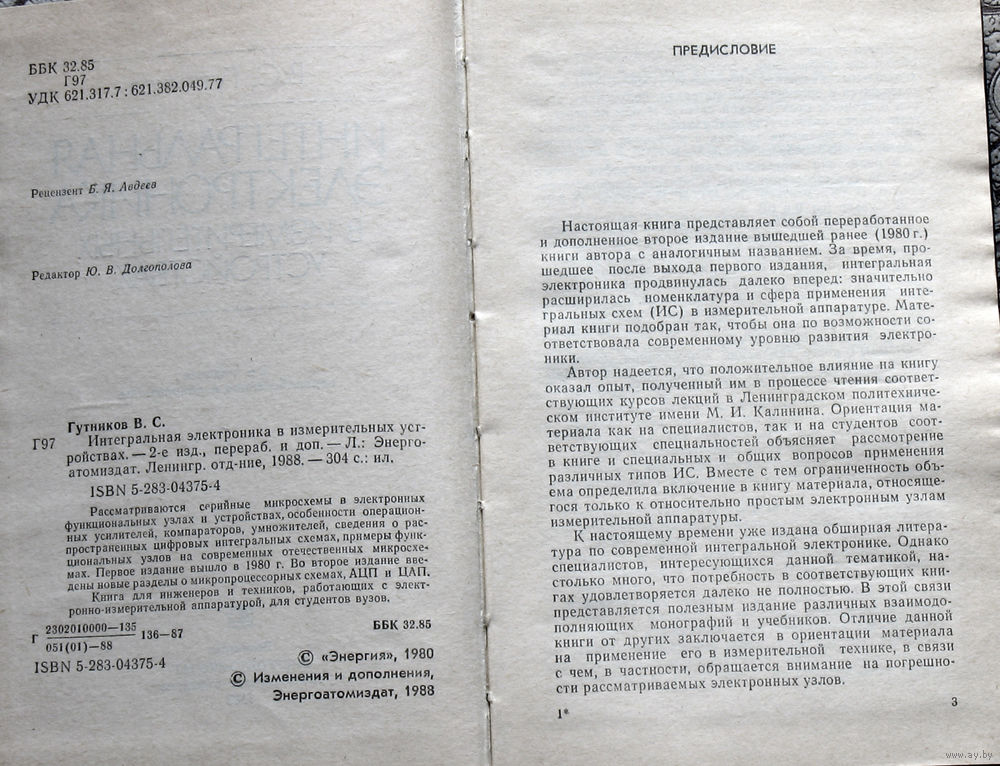 ББК 32.85
Г97
УДК 621.317.7 : 621.382.049.77
Рецензент Б. Я. Авдеев
Редактор Ю. В. Долгополова
Гутников В. С.
Г97 Интегральная электроника в измерительных уст-
ройствах. — 2-е изд., перераб. и доп. — Л.: Энерго-
атомиздат. Ленингр. отд-ние, 1988. — 304 с.: ил.
ISBN 5-283-04375-4
Рассматриваются серийные микросхемы в электронных
функциональных узлах и устройствах, особенности операцион-
ных усилителей, компараторов, умножителей, сведения о рас-
пространенных цифровых интегральных схемах, примеры функ-
циональных узлов на современных отечественных микросхе-
мах. Первое издание вышло в 1980 г. Во второе издание вве-
дены новые разделы о микропроцессорных схемах, АЦП и ЦАП.
Книга для инженеров и техников, работающих с элект-
ронно-измерительной аппаратурой, для студентов вузов.
Г 2302010000—135 136—87
051(01)—88
ББК 32.85
ISBN 5-283-04375-4
© «Энергия», 1980
© Изменения и дополнения,
Энергоатомиздат, 1988
ПРЕДИСЛОВИЕ
Настоящая книга представляет собой переработанное
и дополненное второе издание вышедшей ранее (1980 г.)
книги автора с аналогичным названием. За время, про-
шедшее после выхода первого издания, интегральная
электроника продвинулась далеко вперед: значительно
расширилась номенклатура и сфера применения инте-
гральных схем (ИС) в измерительной аппаратуре. Мате-
риал книги подобран так, чтобы она по возможности со-
ответствовала современному уровню развития электро-
ники.
Автор надеется, что положительное влияние на книгу
оказал опыт, полученный им в процессе чтения соответ-
ствующих курсов лекций в Ленинградском политехниче-
ском институте имени М. И. Калинина. Ориентация ма-
териала как на специалистов, так и на студентов соот-
ветствующих специальностей объясняет рассмотрение
в книге и специальных и общих вопросов применения
различных типов ИС. Вместе с тем ограниченность объ-
ема определила включение в книгу материала, относяще-
гося только к относительно простым электронным узлам
измерительной аппаратуры.
К настоящему времени уже издана обширная литера-
тура по современной интегральной электронике. Однако
специалистов, интересующихся данной тематикой, на-
столько много, что потребность в соответствующих кни-
гах удовлетворяется далеко не полностью. В этой связи
представляется полезным издание различных взаимодо-
полняющих монографий и учебников. Отличие данной
книги от других заключается в ориентации материала
на применение его в измерительной технике, в связи
с чем, в частности, обращается внимание на погрешно-
сти рассматриваемых электронных узлов.
1*
3
www.ay.by